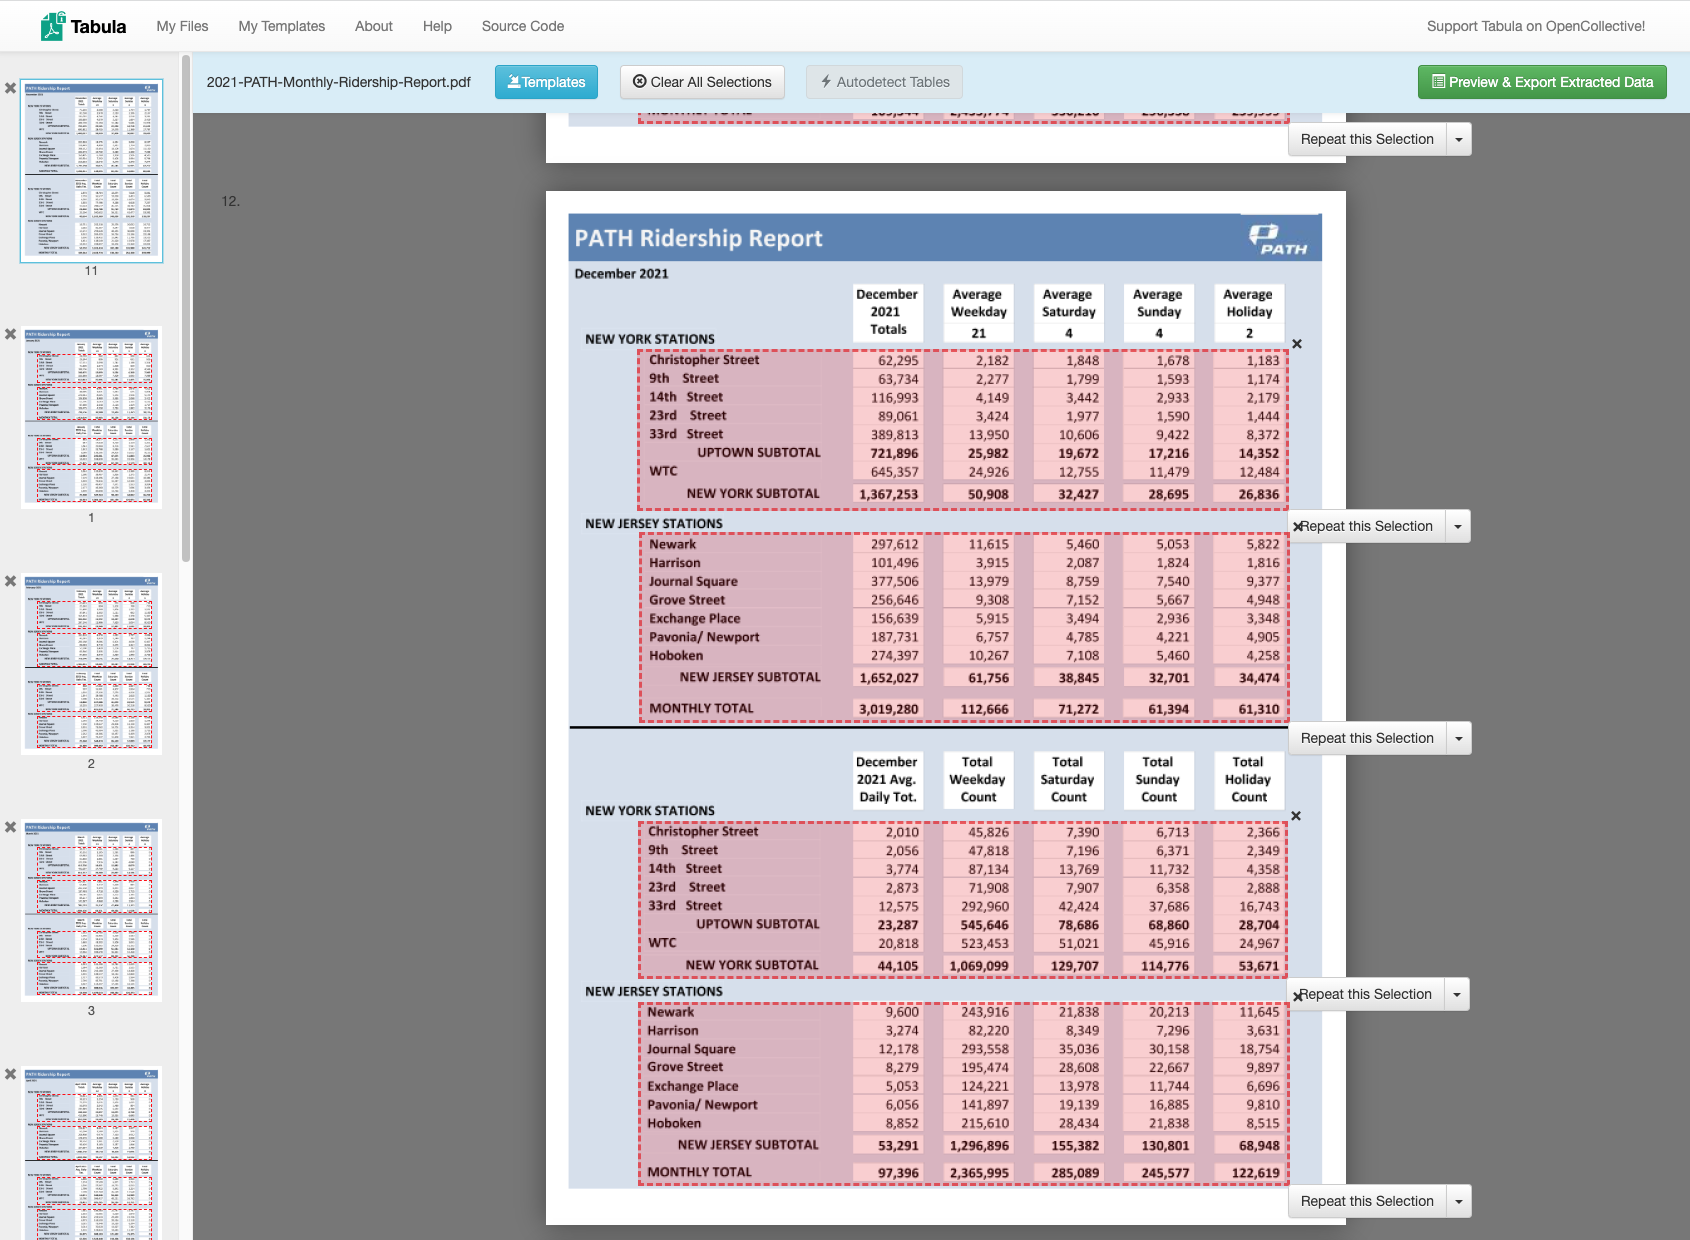 Tabula My Files My Templates About Help Source Code Support Tabula on OpenCollective!
2021-PATH-Monthly-Ridership-Report.pdf Templates Clear All Selections Autodetect Tables Preview & Export Extracted Data
Repeat this Selection
12.
PATH Ridership Report PATH
December 2021
December 2021 Totals Average Weekday 21 Average Saturday 4 Average Sunday 4 Average Holiday 2
NEW YORK STATIONS
Christopher Street 62,295 2,182 1,848 1,678 1,183
9th Street 63,734 2,277 1,799 1,593 1,174
14th Street 116,993 4,149 3,442 2,933 2,179
23rd Street 89,061 3,424 1,977 1,590 1,444
33rd Street 389,813 13,950 10,606 9,422 8,372
UPTOWN SUBTOTAL 721,896 25,982 19,672 17,216 14,352
WTC 645,357 24,926 12,755 11,479 12,484
NEW YORK SUBTOTAL 1,367,253 50,908 32,427 28,695 26,836
NEW JERSEY STATIONS
Repeat this Selection
Newark 297,612 11,615 5,460 5,053 5,822
Harrison 101,496 3,915 2,087 1,824 1,816
Journal Square 377,506 13,979 8,759 7,540 9,377
Grove Street 256,646 9,308 7,152 5,667 4,948
Exchange Place 156,639 5,915 3,494 2,936 3,348
Pavonia/ Newport 187,731 6,757 4,785 4,221 4,905
Hoboken 274,397 10,267 7,108 5,460 4,258
NEW JERSEY SUBTOTAL 1,652,027 61,756 38,845 32,701 34,474
MONTHLY TOTAL 3,019,280 112,666 71,272 61,394 61,310
Repeat this Selection
December 2021 Avg. Daily Tot. Total Weekday Count Total Saturday Count Total Sunday Count Total Holiday Count
NEW YORK STATIONS
Christopher Street 2,010 45,826 7,390 6,713 2,366
9th Street 2,056 47,818 7,196 6,371 2,349
14th Street 3,774 87,134 13,769 11,732 4,358
23rd Street 2,873 71,908 7,907 6,358 2,888
33rd Street 12,575 292,960 42,424 37,686 16,743
UPTOWN SUBTOTAL 23,287 545,646 78,686 68,860 28,704
WTC 20,818 523,453 51,021 45,916 24,967
NEW YORK SUBTOTAL 44,105 1,069,099 129,707 114,776 53,671
NEW JERSEY STATIONS
Repeat this Selection
Newark 9,600 243,916 21,838 20,213 11,645
Harrison 3,274 82,220 8,349 7,296 3,631
Journal Square 12,178 293,558 35,036 30,158 18,754
Grove Street 8,279 195,474 28,608 22,667 9,897
Exchange Place 5,053 124,221 13,978 11,744 6,696
Pavonia/ Newport 6,056 141,897 19,139 16,885 9,810
Hoboken 8,852 215,610 28,434 21,838 8,515
NEW JERSEY SUBTOTAL 53,291 1,296,896 155,382 130,801 68,948
MONTHLY TOTAL 97,396 2,365,995 285,089 245,577 122,619
Repeat this Selection
11
1
2
3